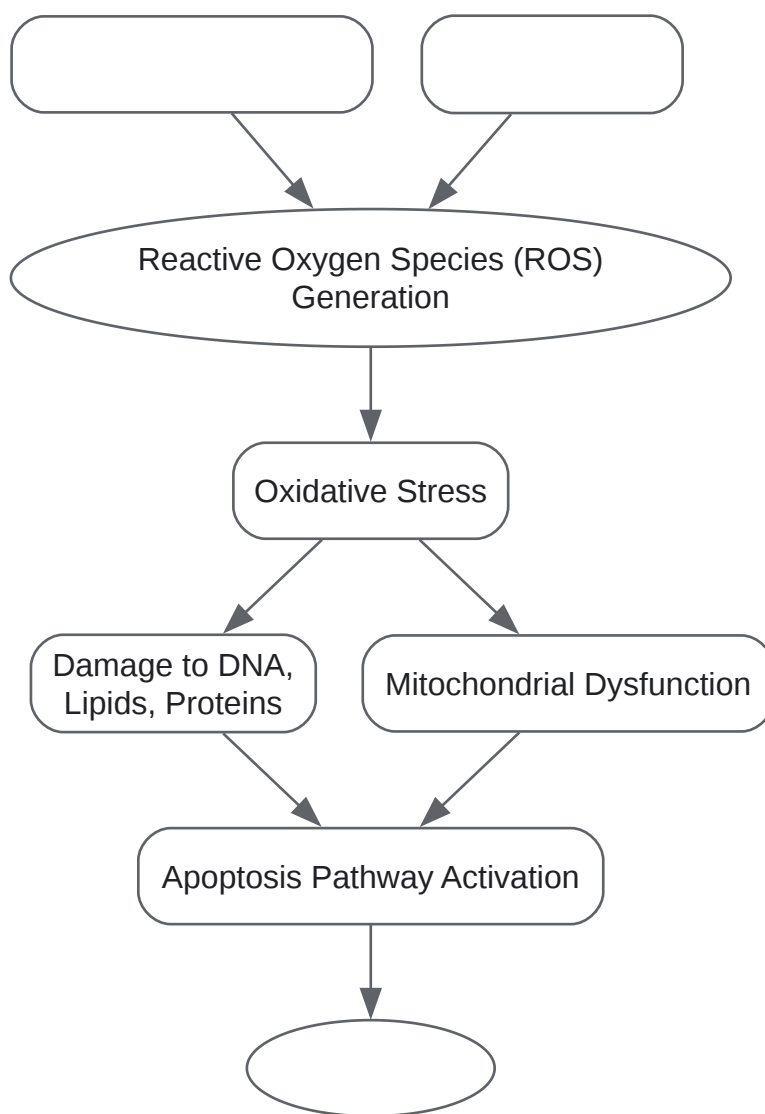 Reactive Oxygen Species (ROS)
Generation
Oxidative Stress
Damage to DNA,
Lipids, Proteins
Mitochondrial Dysfunction
Apoptosis Pathway Activation